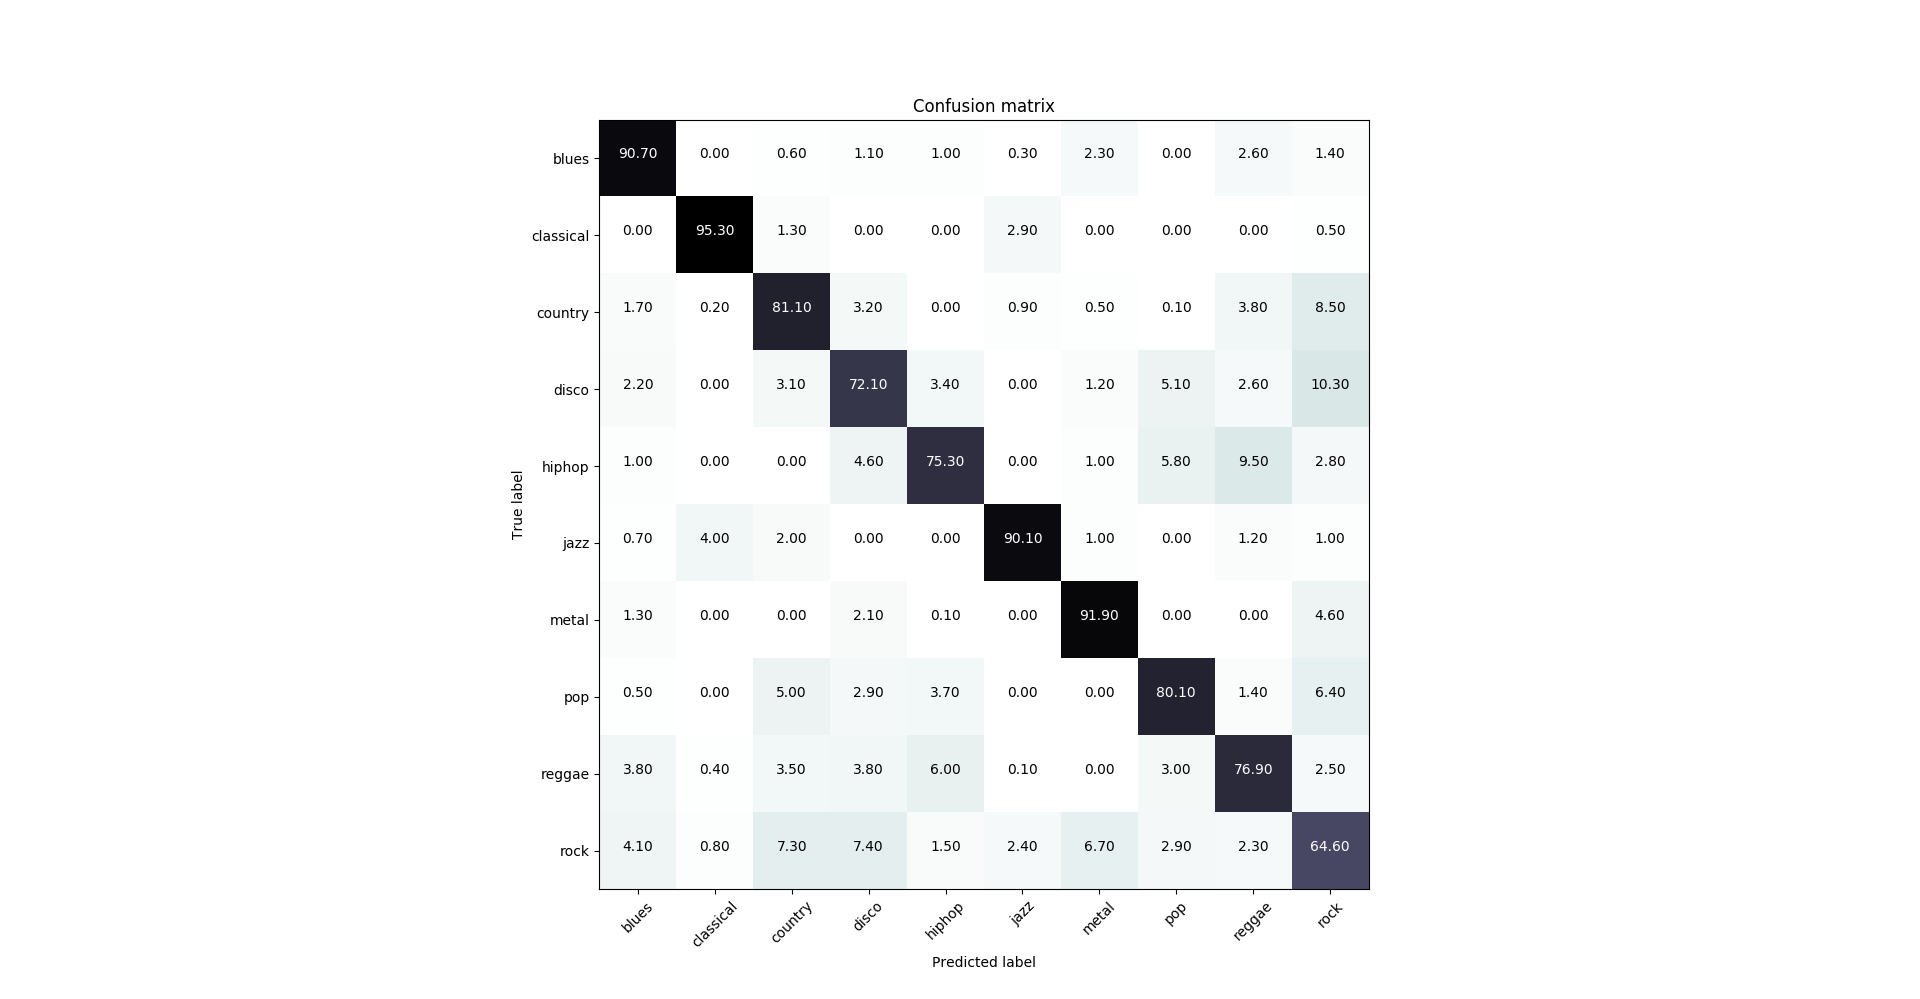 Confusion matrix
blues 90.70 0.00 0.60 1.10 1.00 0.30 2.30 0.00 2.60 1.40
classical 0.00 95.30 1.30 0.00 0.00 2.90 0.00 0.00 0.00 0.50
country 1.70 0.20 81.10 3.20 0.00 0.90 0.50 0.10 3.80 8.50
disco 2.20 0.00 3.10 72.10 3.40 0.00 1.20 5.10 2.60 10.30
hiphop 1.00 0.00 0.00 4.60 75.30 0.00 1.00 5.80 9.50 2.80
True label
jazz 0.70 4.00 2.00 0.00 0.00 90.10 1.00 0.00 1.20 1.00
metal 1.30 0.00 0.00 2.10 0.10 0.00 91.90 0.00 0.00 4.60
pop 0.50 0.00 5.00 2.90 3.70 0.00 0.00 80.10 1.40 6.40
reggae 3.80 0.40 3.50 3.80 6.00 0.10 0.00 3.00 76.90 2.50
rock 4.10 0.80 7.30 7.40 1.50 2.40 6.70 2.90 2.30 64.60
blues classical country disco hiphop jazz metal pop reggae rock
Predicted label